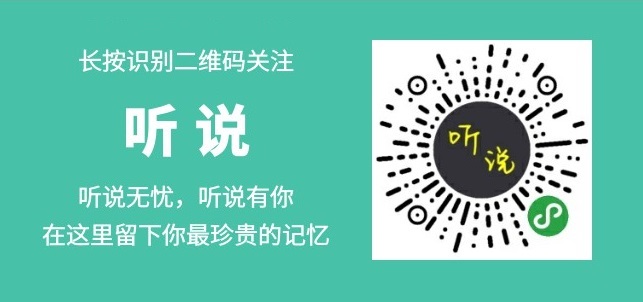 长按识别二维码关注
听说
听说无忧，听说有你
在这里留下你最珍贵的记忆
听说